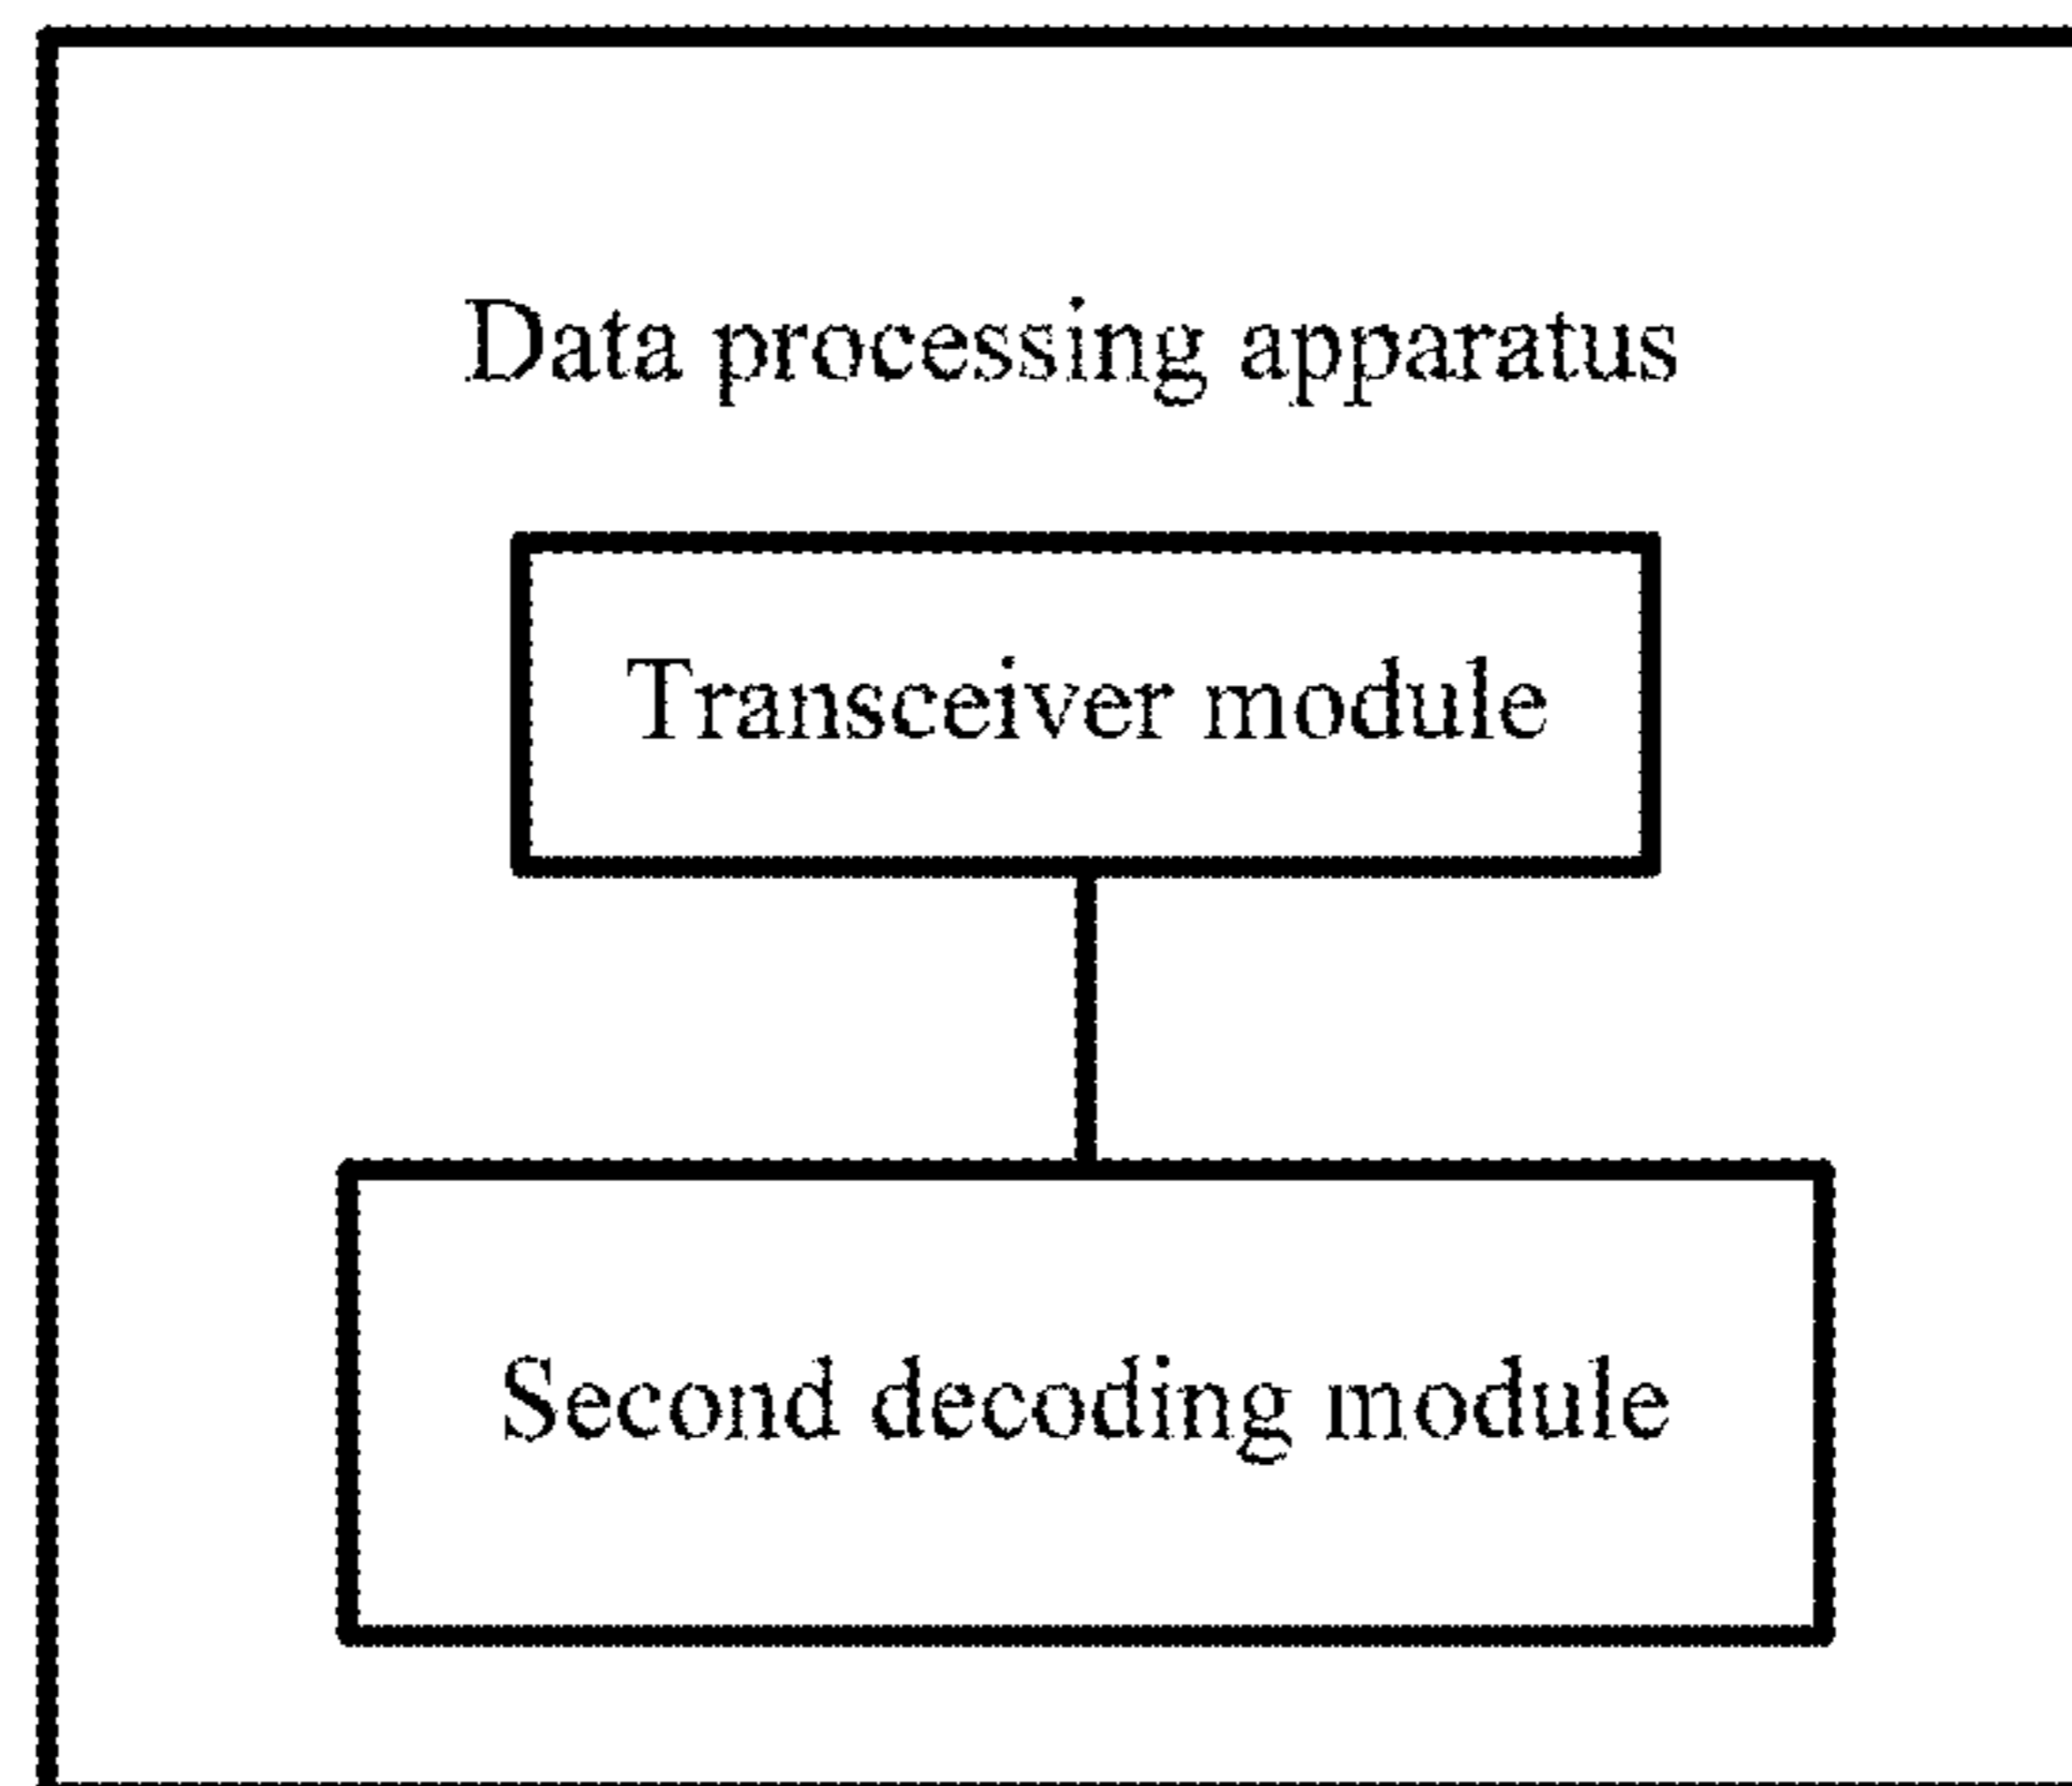 Data processing apparatus
Transceiver module
Second decoding module